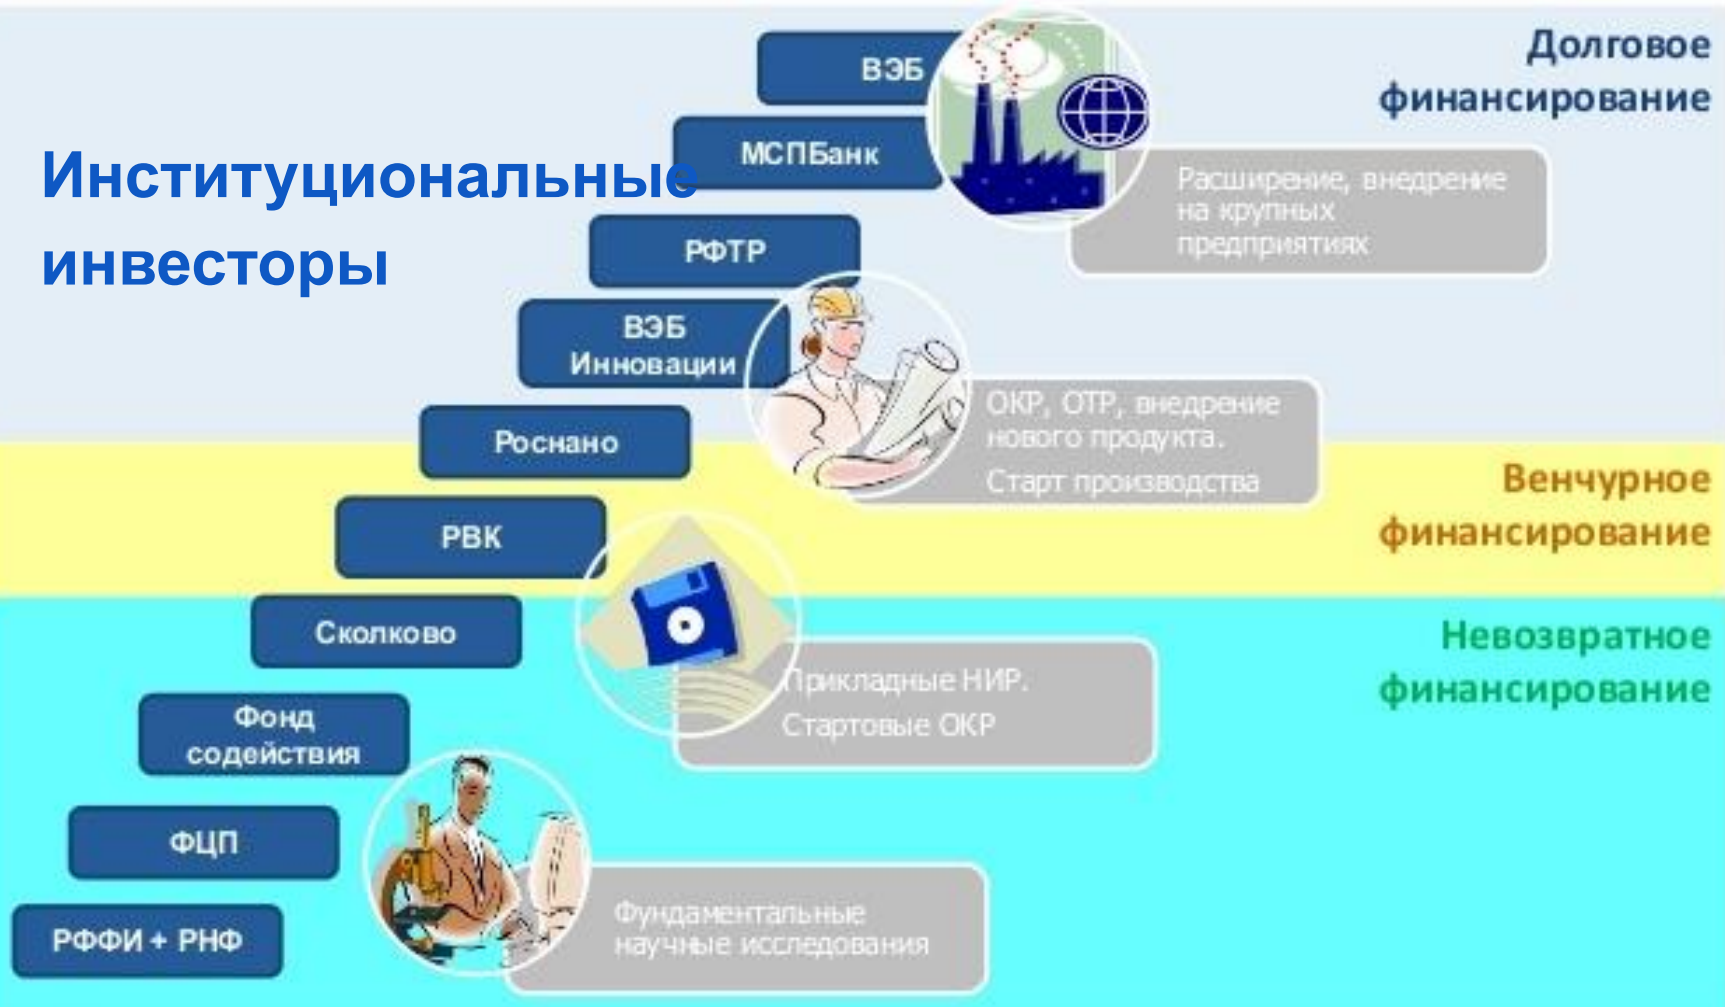 Институциональные
инвесторы
ВЭБ
МСПБанк
РФТР
ВЭБ
Инновации
Роснано
РВК
Сколково
Фонд
содействия
ФЦП
РФФИ + РНФ
Долговое
финансирование
Расширение, внедрение
на крупных
предприятиях
ОКР, ОТР, внедрение
нового продукта.
Старт производства
Венчурное
финансирование
Невозвратное
финансирование
Прикладные НИР.
Стартовые ОКР
Фундаментальные
научные исследования